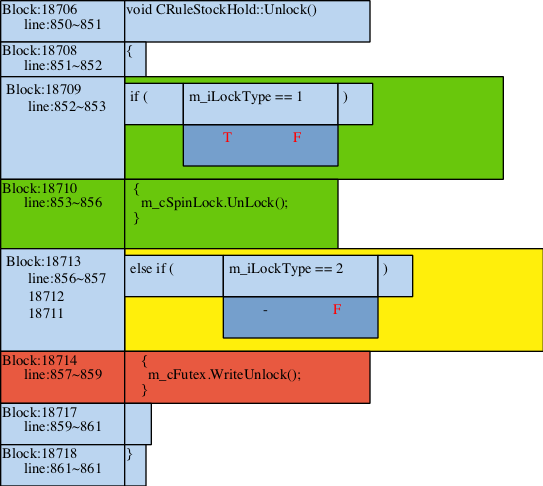 Block:18706 void CRuleStockHold::Unlock()
line:850~851
Block:18708 {
line:851~852
Block:18709 if ( m_iLockType == 1 )
line:852~853
T F
Block:18710 {
line:853~856 m_cSpinLock.UnLock();
}
Block:18713 else if ( m_iLockType == 2 )
line:856~857
18712
18711
- F
Block:18714 {
line:857~859 m_cFutex.WriteUnlock();
}
Block:18717
line:859~861
Block:18718 }
line:861~861